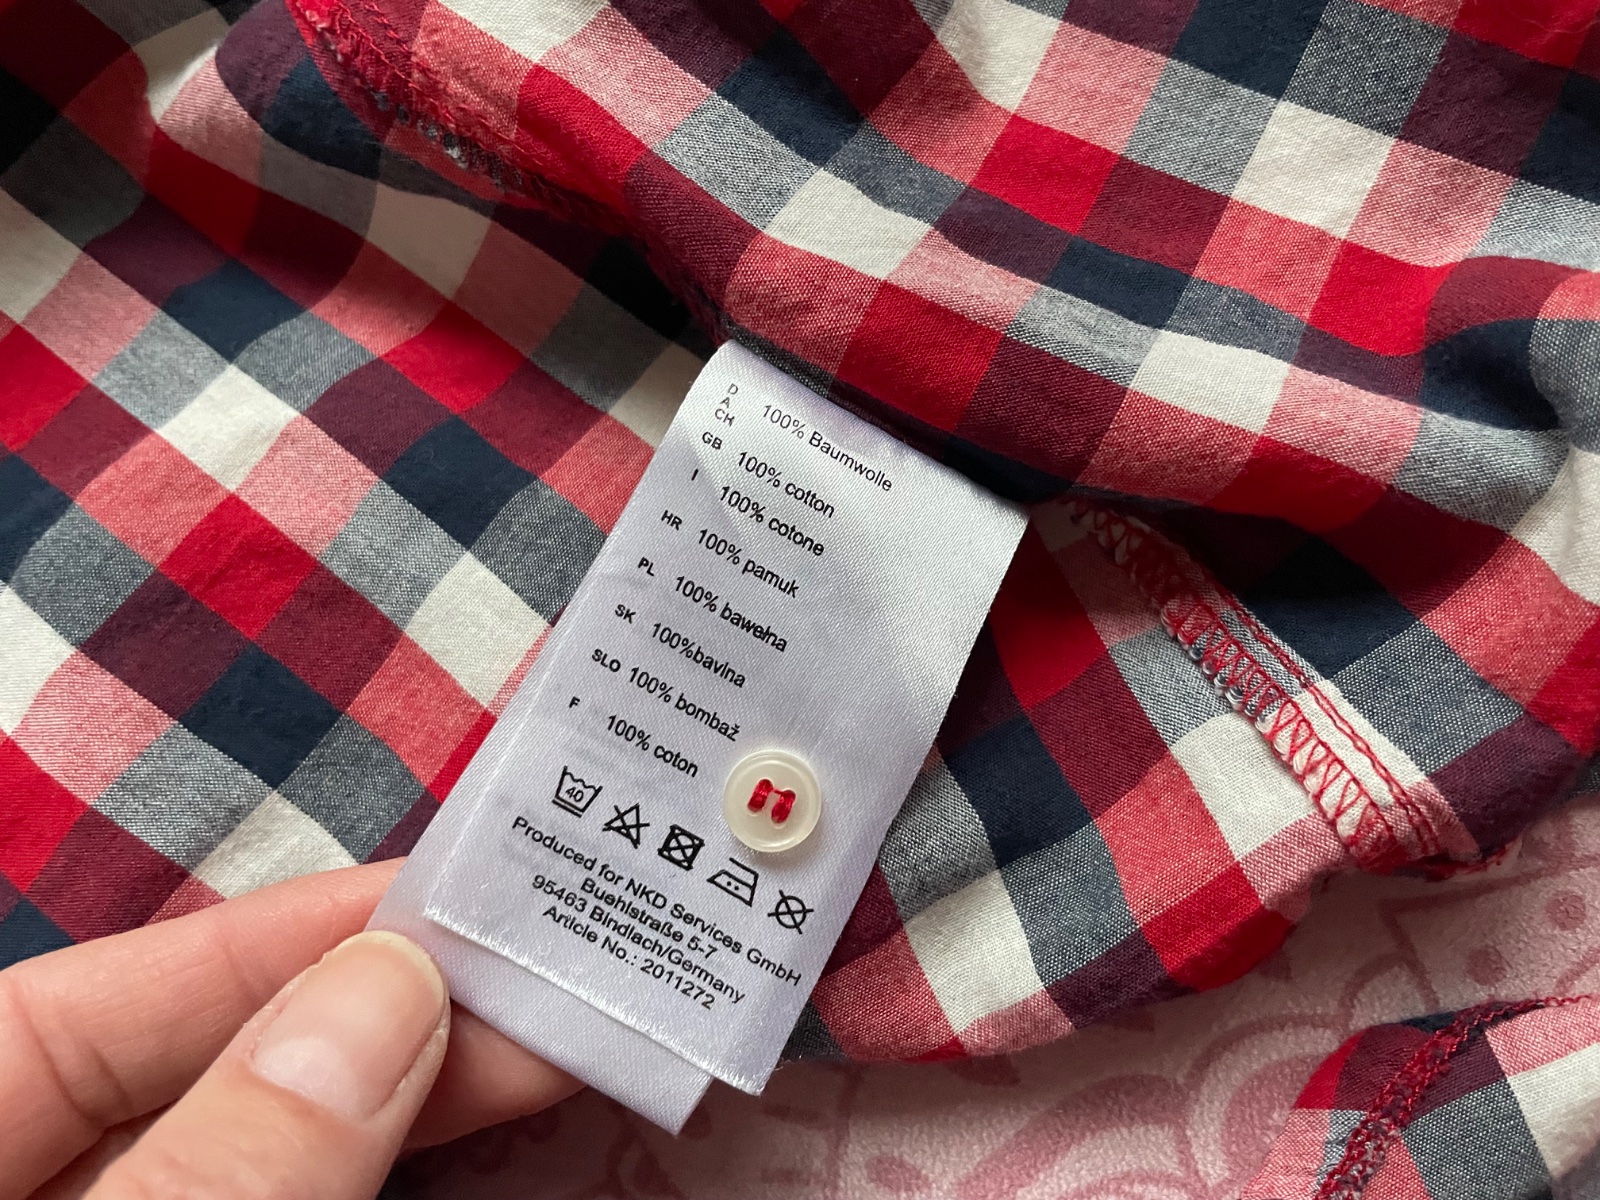 D
A
CH 100% Baumwolle
GB 100% cotton
I 100% cotone
HR 100% pamuk
PL 100% bawełna
SK 100%bavlna
SLO 100% bombaž
F 100% coton
40
Produced for NKD Services GmbH
Buehlstraße 5-7
95463 Bindlach/Germany
Article No.: 2011272